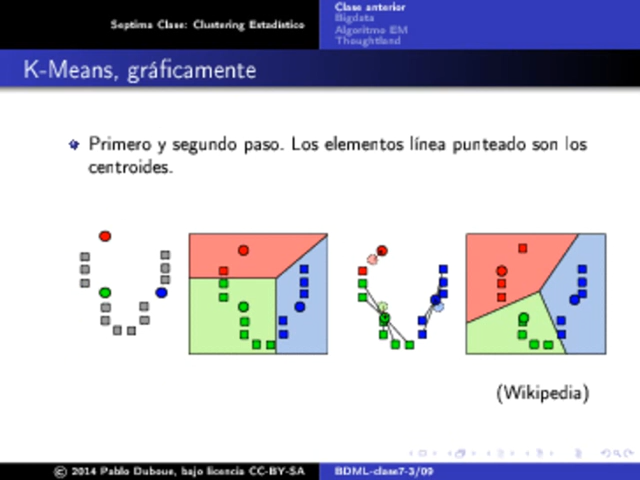 Septima Clase: Clustering Estadistico
Clase anterior
Bigdata
Algoritmo EM
Thoughtland
K-Means, gráficamente
Primero y segundo paso. Los elementos línea punteado son los
centroides.
(Wikipedia)
© 2014 Pablo Duboue, bajo licencia CC-BY-SA
BDML-clase7-3/09